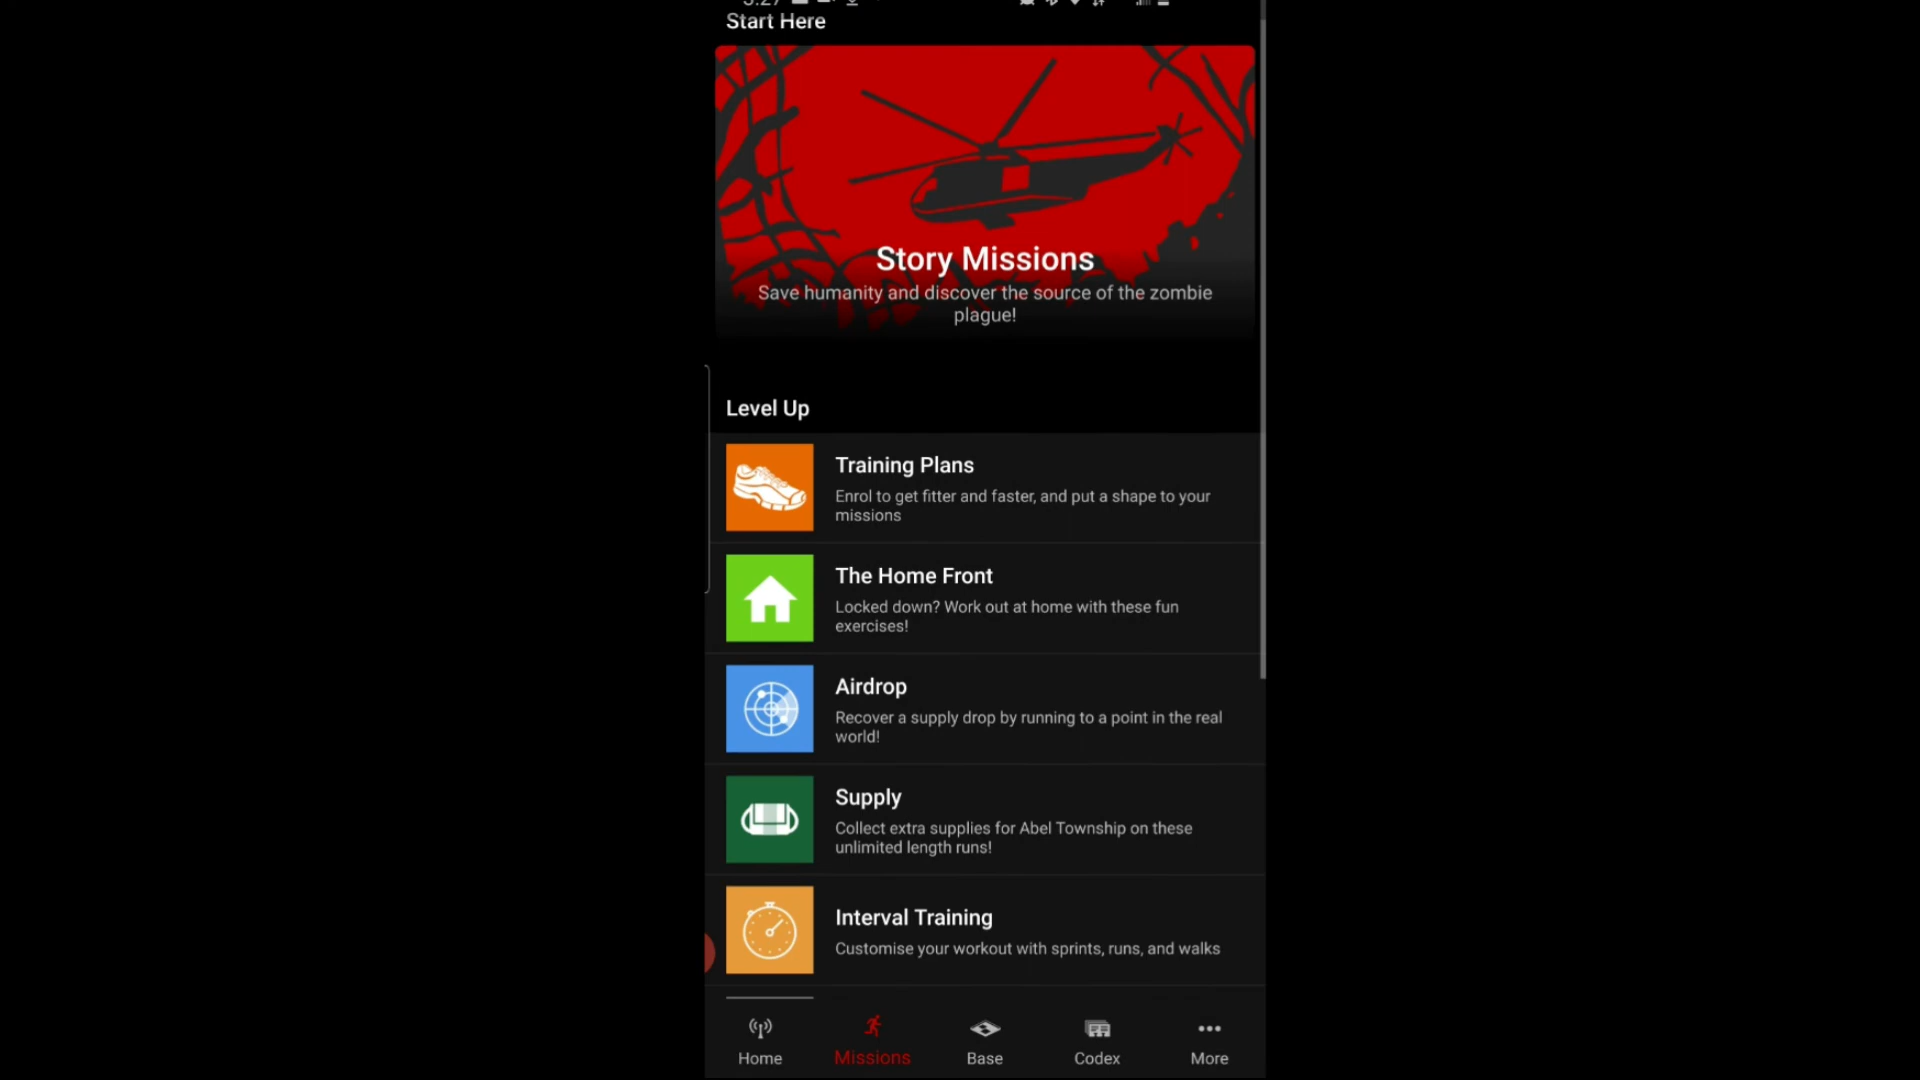 Start Here
Story Missions
Save humanity and discover the source of the zombie
plague!
Level Up
Training Plans
Enrol to get fitter and faster, and put a shape to your
missions
The Home Front
Locked down? Work out at home with these fun
exercises!
Airdrop
Recover a supply drop by running to a point in the real
world!
Supply
Collect extra supplies for Abel Township on these
unlimited length runs!
Interval Training
Customise your workout with sprints, runs, and walks
Home
Missions
Base
Codex
More